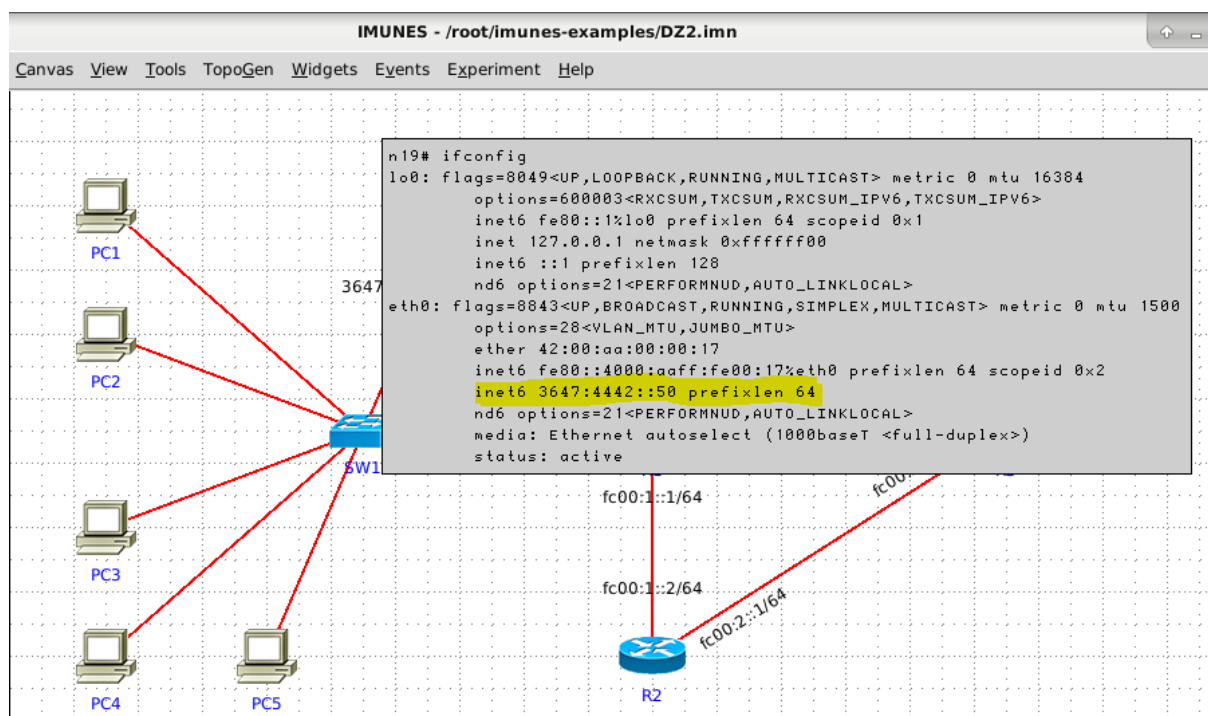 IMUNES - /root/imunes-examples/DZ2.imn
Canvas View Tools TopoGen Widgets Events Experiment Help
n19# ifconfig
lo0: flags=8049<UP,LOOPBACK,RUNNING,MULTICAST> metric 0 mtu 16384
options=600003<RXCSUM,TXCSUM,RXCSUM_IPV6,TXCSUM_IPV6>
inet6 fe80::1%lo0 prefixlen 64 scopeid 0x1
inet 127.0.0.1 netmask 0xffffff00
inet6 ::1 prefixlen 128
nd6 options=21<PERFORMNUD,AUTO_LINKLOCAL>
eth0: flags=8843<UP,BROADCAST,RUNNING,SIMPLEX,MULTICAST> metric 0 mtu 1500
options=28<VLAN_MTU,JUMBO_MTU>
ether 42:00:aa:00:00:17
inet6 fe80::4000:aaff:fe00:17%eth0 prefixlen 64 scopeid 0x2
inet6 3647:4442::50 prefixlen 64
nd6 options=21<PERFORMNUD,AUTO_LINKLOCAL>
media: Ethernet autoselect (1000baseT <full-duplex>)
status: active
PC1
3647
PC2
SW1
fc00:1::1/64
fc00:
PC3
fc00:1::2/64
fc00:2::1/64
PC4
PC5
R2